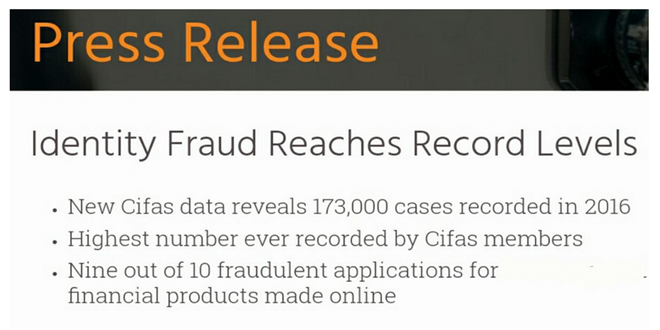 Press Release
Identity Fraud Reaches Record Levels
• New Cifas data reveals 173,000 cases recorded in 2016
• Highest number ever recorded by Cifas members
• Nine out of 10 fraudulent applications for
financial products made online